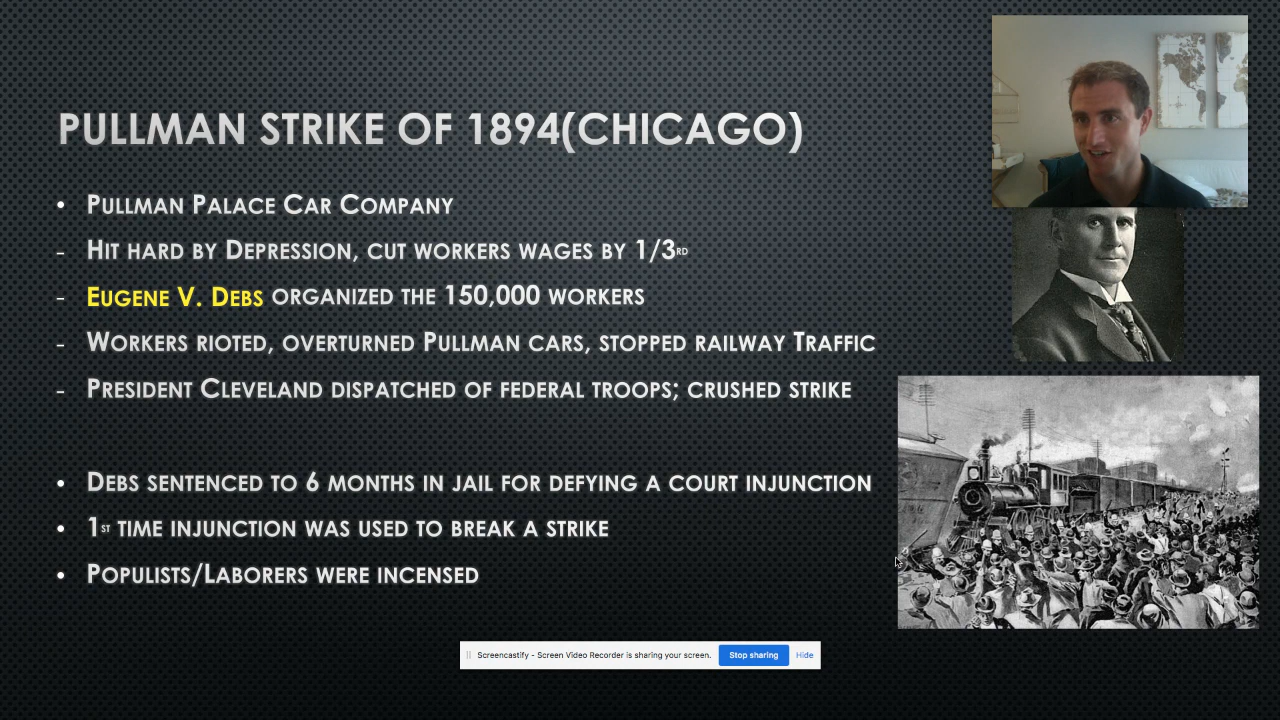 PULLMAN STRIKE OF 1894(CHICAGO)
• PULLMAN PALACE CAR COMPANY
- HIT HARD BY DEPRESSION, CUT WORKERS WAGES BY 1/3RD
- EUGENE V. DEBS ORGANIZED THE 150,000 WORKERS
- WORKERS RIOTED, OVERTURNED PULLMAN CARS, STOPPED RAILWAY TRAFFIC
- PRESIDENT CLEVELAND DISPATCHED OF FEDERAL TROOPS; CRUSHED STRIKE
• DEBS SENTENCED TO 6 MONTHS IN JAIL FOR DEFYING A COURT INJUNCTION
• 1ST TIME INJUNCTION WAS USED TO BREAK A STRIKE
• POPULISTS/LABORERS WERE INCENSED
Screencastify - Screen Video Recorder is sharing your screen. Stop sharing Hide